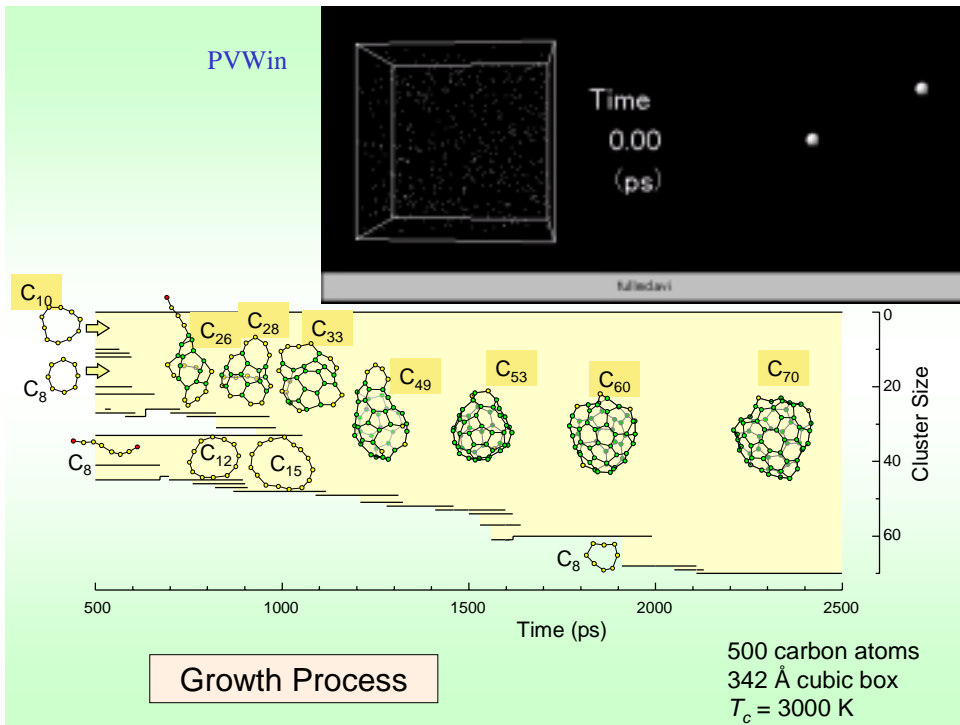 PVWin
Time
0.00
(ps)
C10
C8
C26
C28
C33
C49
C53
C60
C70
C8
C12
C15
C8
0
20
40
60
Cluster Size
500
1000
1500
2000
2500
Time (ps)
Growth Process
500 carbon atoms
342 Å cubic box
Tc = 3000 K